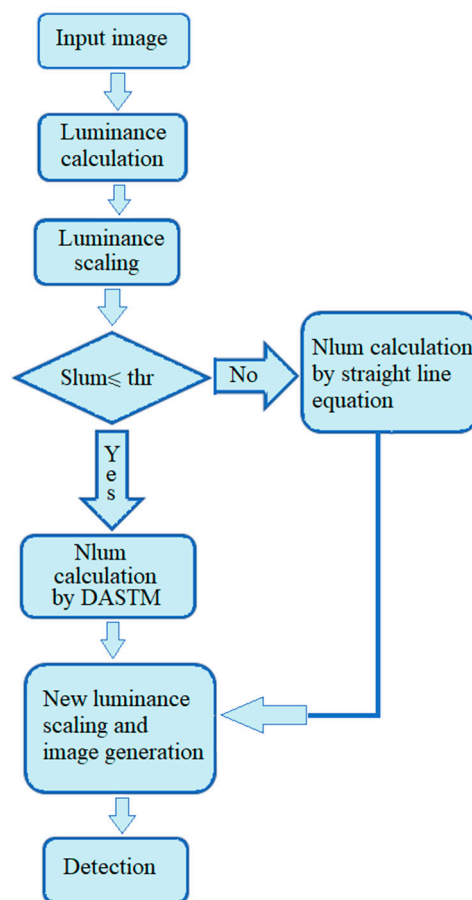 Input image
Luminance
calculation
Luminance
scaling
Slum⩽ thr
No
Nlum calculation
by straight line
equation
Yes
Nlum
calculation
by DASTM
New luminance
scaling and
image generation
Detection